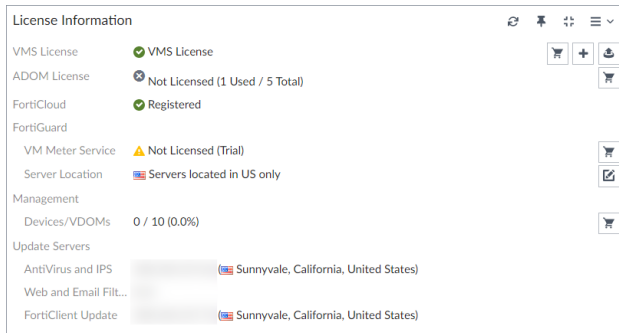 License Information
VMS License VMS License
ADOM License Not Licensed (1 Used / 5 Total)
FortiCloud Registered
FortiGuard
VM Meter Service Not Licensed (Trial)
Server Location Servers located in US only
Management
Devices/VDOMs 0 / 10 (0.0%)
Update Servers
AntiVirus and IPS (Sunnyvale, California, United States)
Web and Email Filt...
FortiClient Update (Sunnyvale, California, United States)